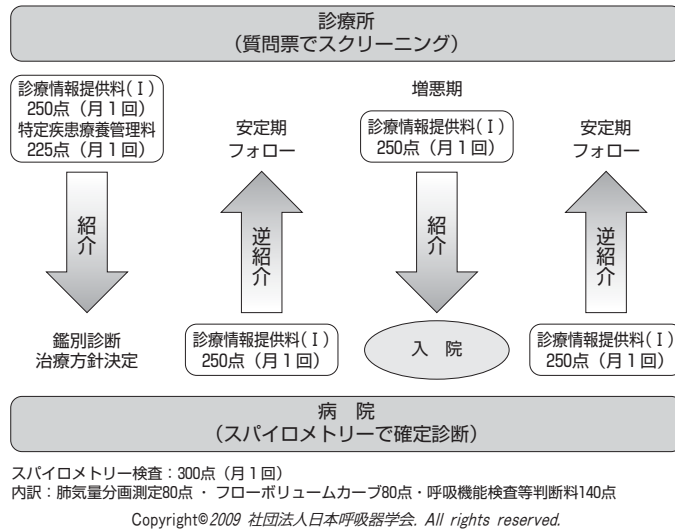 診療所
(質問票でスクリーニング)
診療情報提供料(Ⅰ)
250点(月1回)
特定疾患療養管理料
225点(月1回)
紹介
鑑別診断
治療方針決定
安定期
フォロー
逆紹介
診療情報提供料(Ⅰ)
250点(月1回)
増悪期
診療情報提供料(Ⅰ)
250点(月1回)
紹介
入 院
安定期
フォロー
逆紹介
診療情報提供料(Ⅰ)
250点(月1回)
病 院
(スパイロメトリーで確定診断)
スパイロメトリー検査:300点(月1回)
内訳:肺気量分画測定80点 ・ フローボリュームカーブ80点・呼吸機能検査等判断料140点
Copyright©2009 社団法人日本呼吸器学会. All rights reserved.